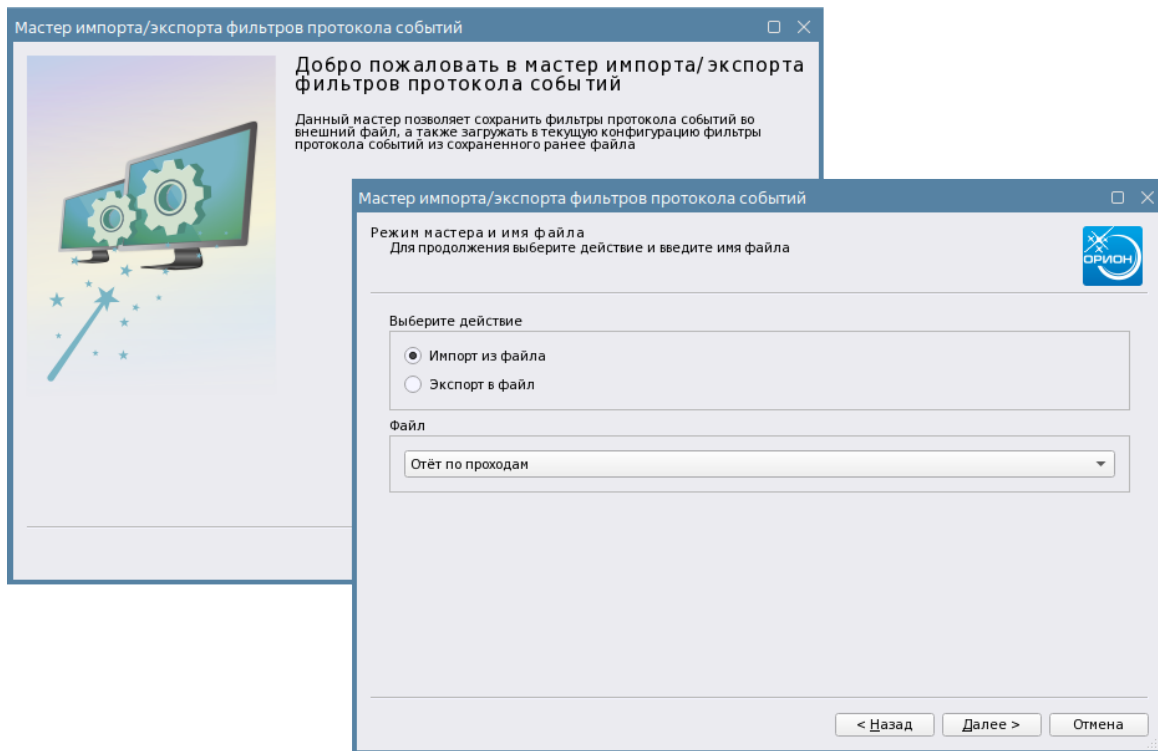 Мастер импорта/экспорта фильтров протокола событий
Добро пожаловать в мастер импорта/экспорта
фильтров протокола событий
Данный мастер позволяет сохранить фильтры протокола событий во
внешний файл, а также загружать в текущую конфигурацию фильтры
протокола событий из сохраненного ранее файла
Мастер импорта/экспорта фильтров протокола событий
Режим мастера и имя файла
Для продолжения выберите действие и введите имя файла
ОРИОН
Выберите действие
Импорт из файла
Экспорт в файл
Файл
Отёт по проходам
< Назад Далее > Отмена